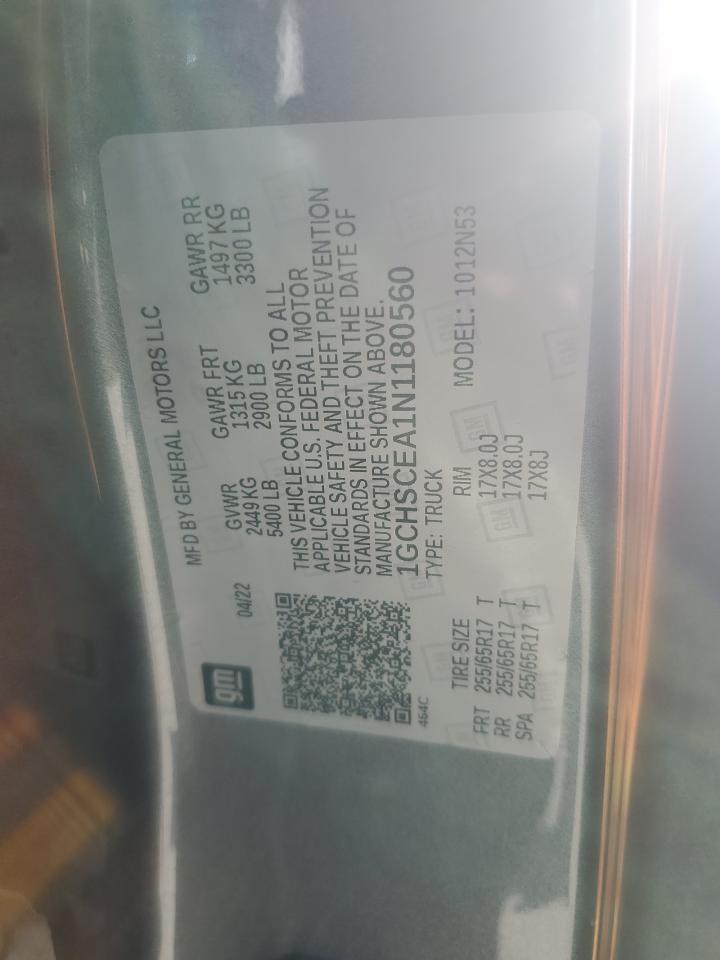 gm
MFD BY GENERAL MOTORS LLC
04/22
GVWR GAWR FRT GAWR RR
2449 KG 1315 KG 1497 KG
5400 LB 2900 LB 3300 LB
THIS VEHICLE CONFORMS TO ALL
APPLICABLE U.S. FEDERAL MOTOR
VEHICLE SAFETY AND THEFT PREVENTION
STANDARDS IN EFFECT ON THE DATE OF
MANUFACTURE SHOWN ABOVE.
1GCHSCEA1N1180560
464C
TYPE: TRUCK
TIRE SIZE RIM MODEL: 1012N53
FRT 255/65R17 T 17X8.0J
RR 255/65R17 T 17X8.0J
SPA 255/65R17 T 17X8J